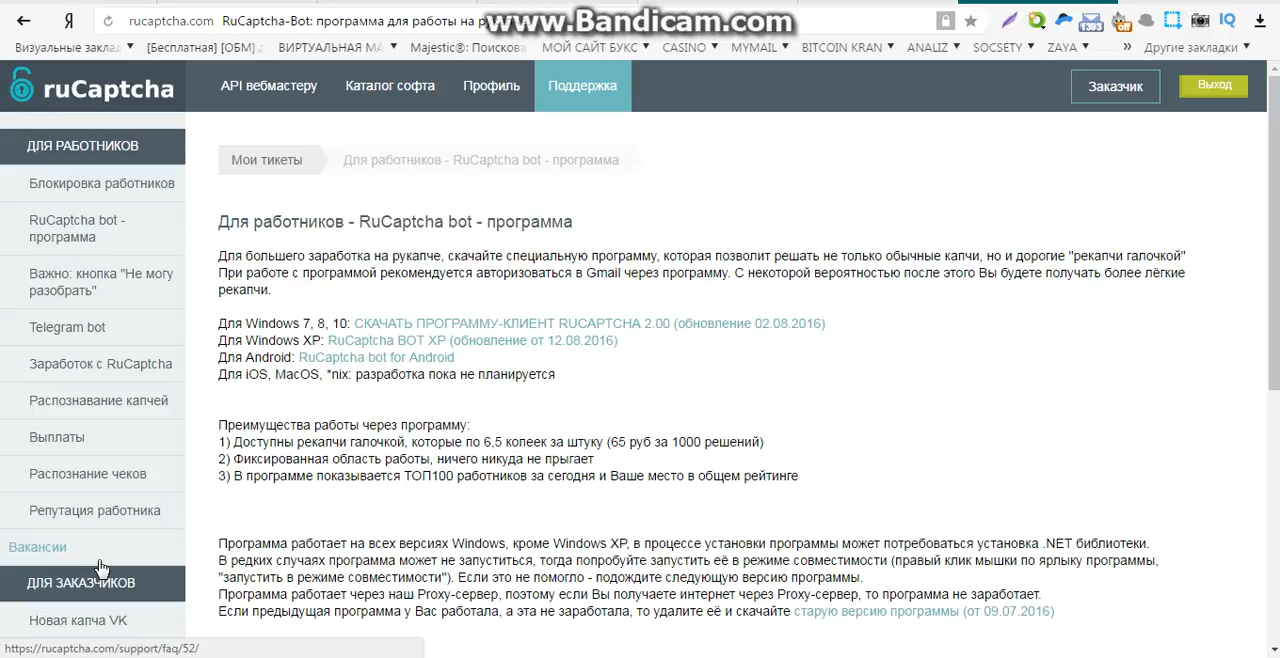 rucaptcha.com RuCaptcha-Bot: программа для работы на
www.Bandicam.com
1393
off
IQ
Визуальные заклад
[Бесплатная] [ОБМ]
ВИРТУАЛЬНАЯ МА
Majestic®: Поискова
МОЙ САЙТ БУКС
CASINO
MYMAIL
BITCOIN KRAN
ANALIZ
SOCSETY
ZAYA
» Другие закладки
ruCaptcha
API вебмастеру
Каталог софта
Профиль
Поддержка
Заказчик
Выход
ДЛЯ РАБОТНИКОВ
Блокировка работников
RuCaptcha bot -
программа
Важно: кнопка "Не могу
разобрать"
Telegram bot
Заработок с RuCaptcha
Распознавание капчей
Выплаты
Распознание чеков
Репутация работника
Вакансии
ДЛЯ ЗАКАЗЧИКОВ
Новая капча VK
https://rucaptcha.com/support/faq/52/
Мои тикеты
Для работников - RuCaptcha bot - программа
Для работников - RuCaptcha bot - программа
Для большего заработка на рукапче, скачайте специальную программу, которая позволит решать не только обычные капчи, но и дорогие "рекапчи галочкой"
При работе с программой рекомендуется авторизоваться в Gmail через программу. С некоторой вероятностью после этого Вы будете получать более лёгкие
рекапчи.
Для Windows 7, 8, 10: СКАЧАТЬ ПРОГРАММУ-КЛИЕНТ RUCAPTCHA 2.00 (обновление 02.08.2016)
Для Windows XP: RuCaptcha BOT XP (обновление от 12.08.2016)
Для Android: RuCaptcha bot for Android
Для iOS, MacOS, *nix: разработка пока не планируется
Преимущества работы через программу:
1) Доступны рекапчи галочкой, которые по 6,5 копеек за штуку (65 руб за 1000 решений)
2) Фиксированная область работы, ничего никуда не прыгает
3) В программе показывается ТОП100 работников за сегодня и Ваше место в общем рейтинге
Программа работает на всех версиях Windows, кроме Windows XP, в процессе установки программы может потребоваться установка .NET библиотеки.
В редких случаях программа может не запуститься, тогда попробуйте запустить её в режиме совместимости (правый клик мышки по ярлыку программы,
"запустить в режиме совместимости"). Если это не помогло - подождите следующую версию программы.
Программа работает через наш Proxy-сервер, поэтому если Вы получаете интернет через Proxy-сервер, то программа не заработает.
Если предыдущая программа у Вас работала, а эта не заработала, то удалите её и скачайте старую версию программы (от 09.07.2016)